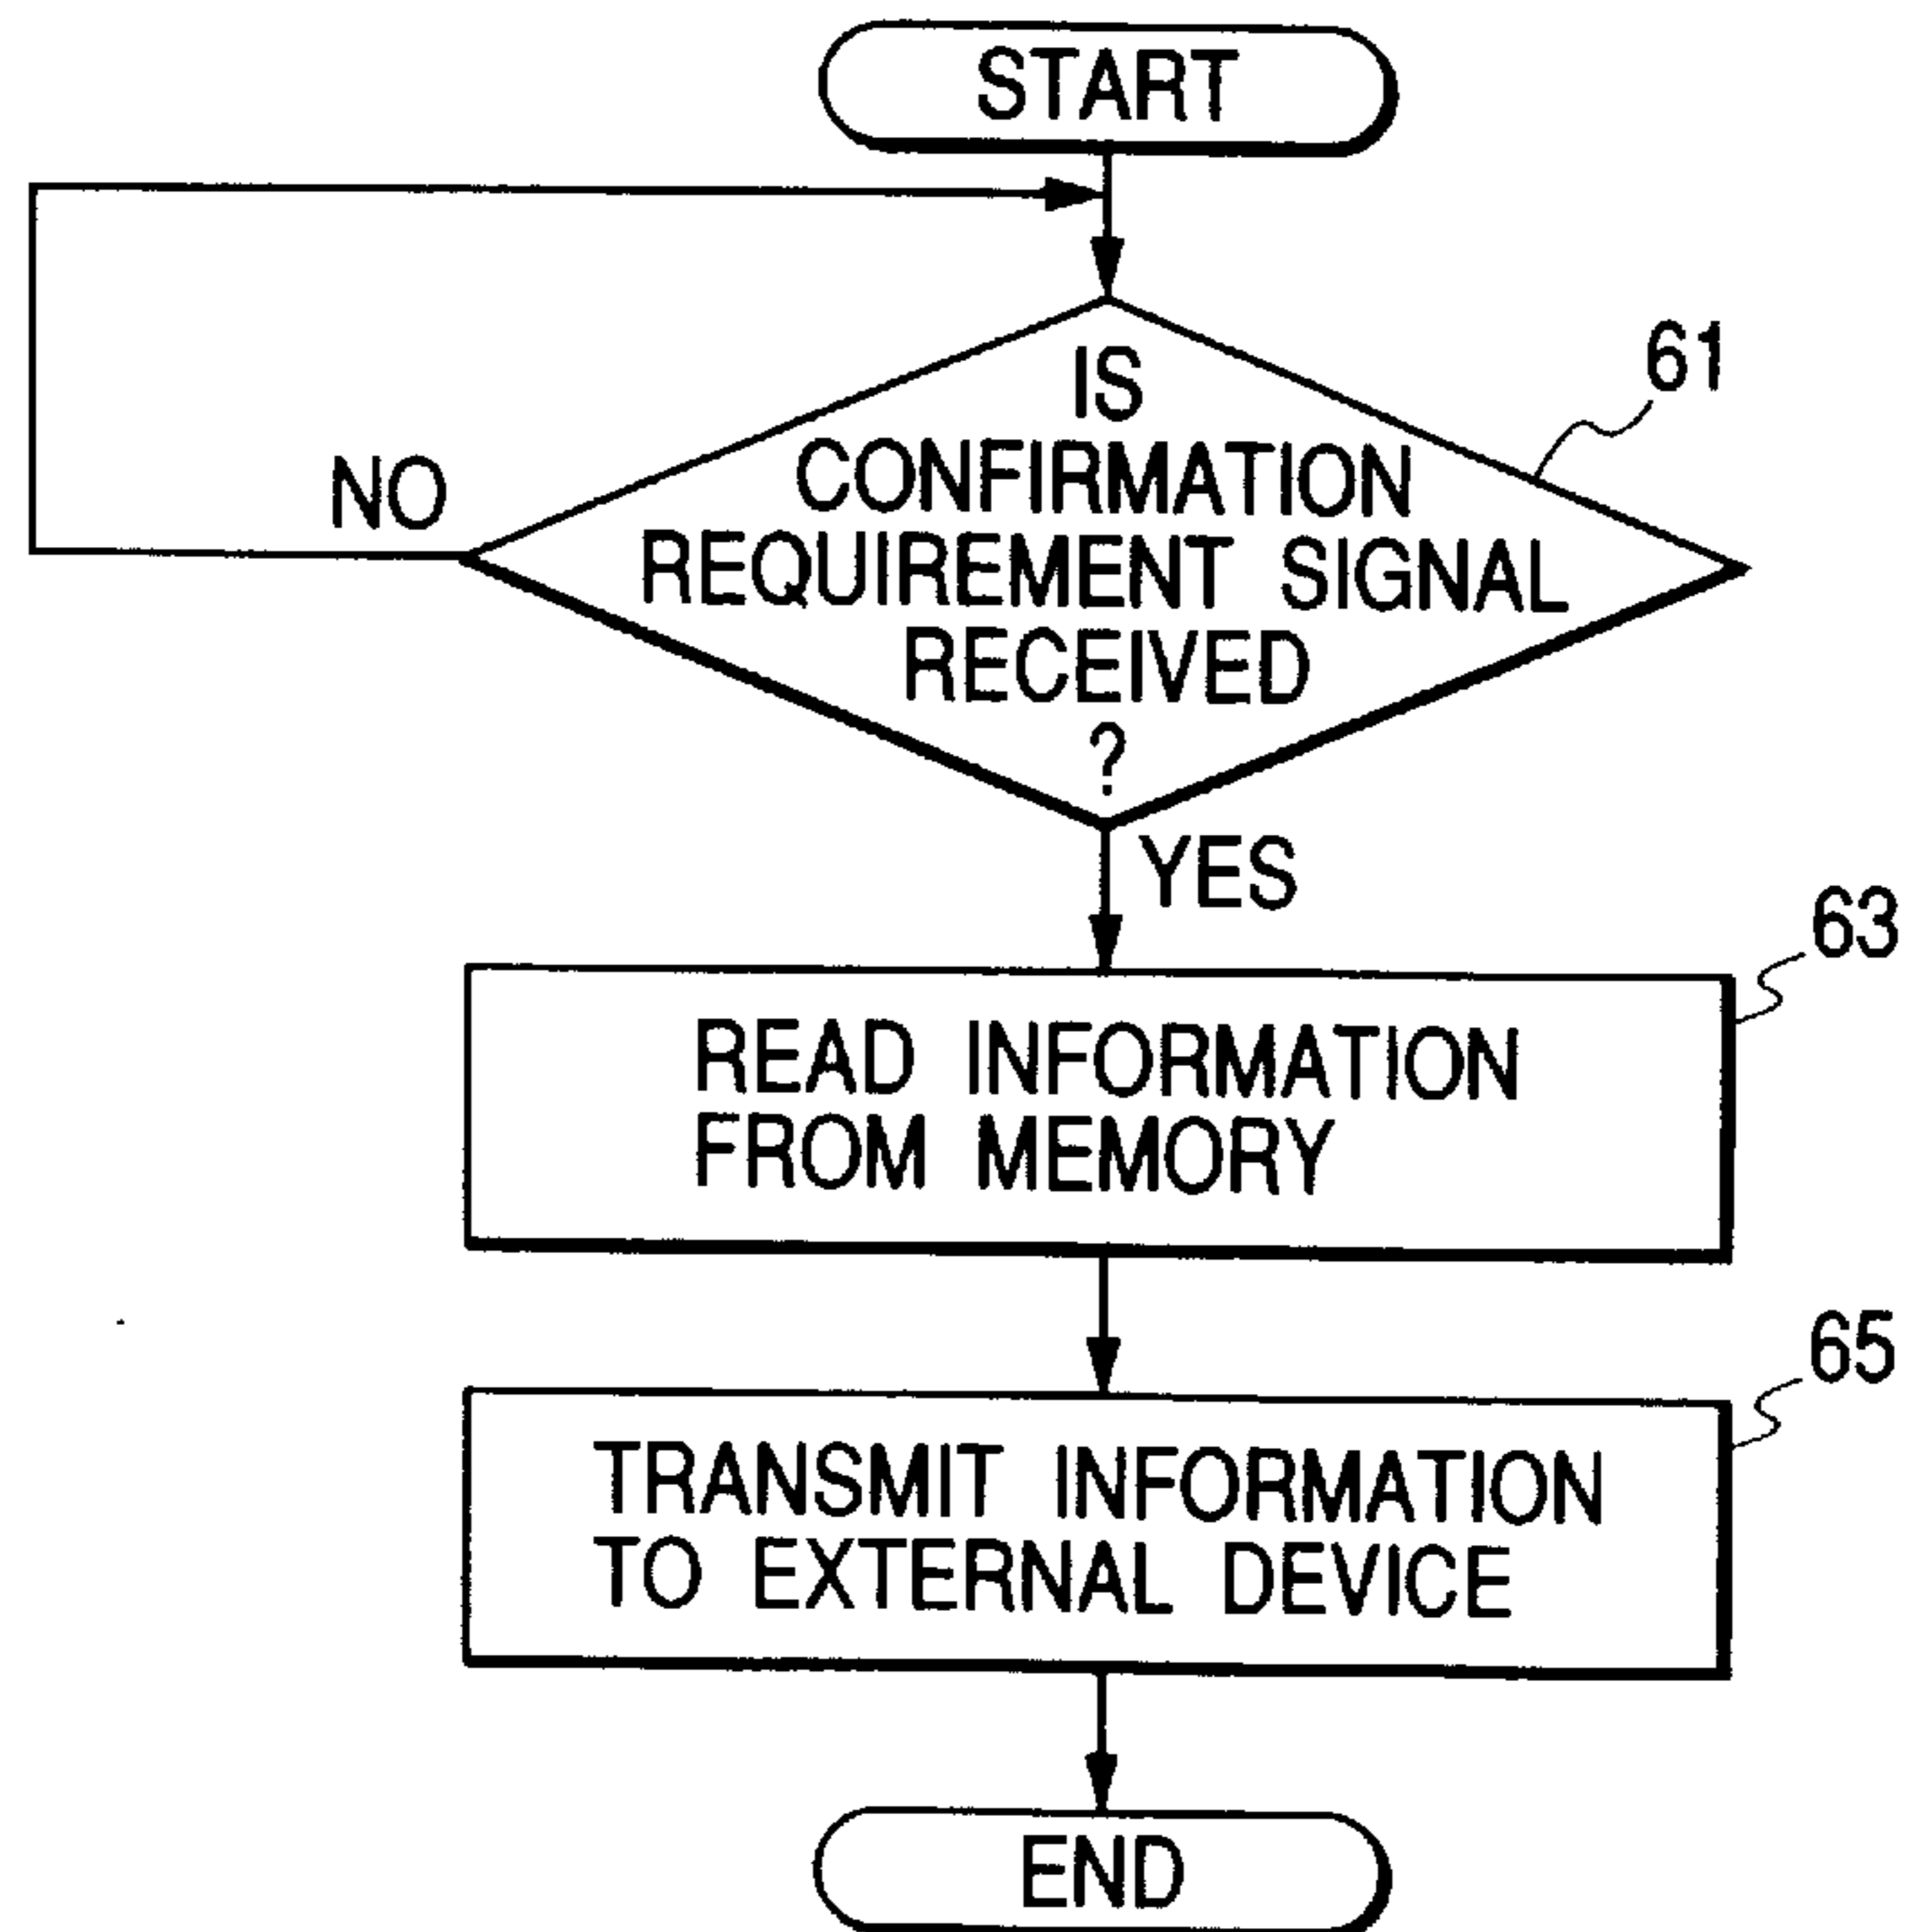 START
IS
CONFIRMATION
REQUIREMENT SIGNAL
RECEIVED
?
61
NO
YES
63
READ INFORMATION
FROM MEMORY
65
TRANSMIT INFORMATION
TO EXTERNAL DEVICE
END